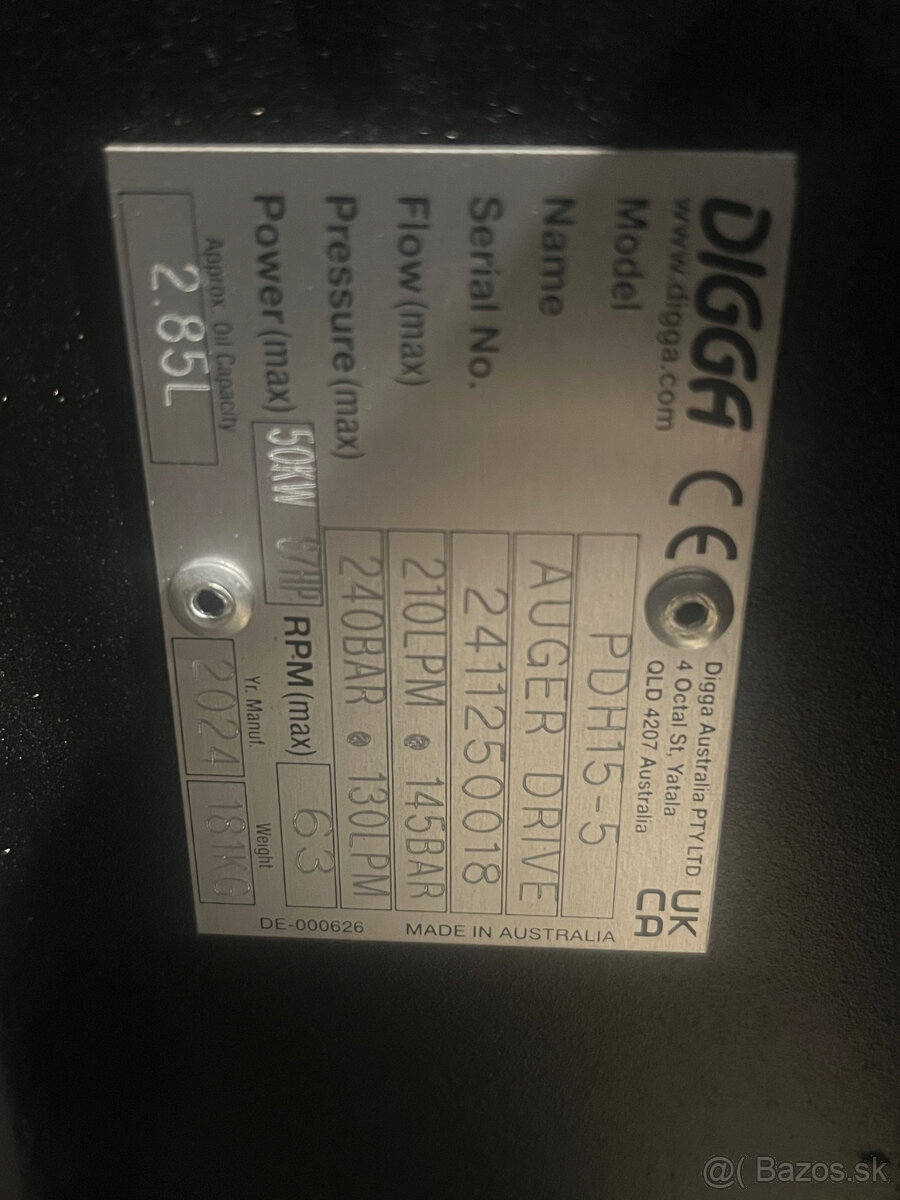 DIGGA CE
www.digga.com
Digga Australia PTY LTD
4 Octal St, Yatala
QLD 4207 Australia
UK
CA
Model PDH15-5
Name AUGER DRIVE
Serial No. 2411250018
Flow (max) 210LPM @ 145BAR
Pressure (max) 240BAR @ 130LPM
Power (max) 50KW RPM (max) 63
Approx. Oil Capacity Yr. Manuf. Weight
2.85L 2024 181KG
DE-000626 MADE IN AUSTRALIA
@( Bazos.sk